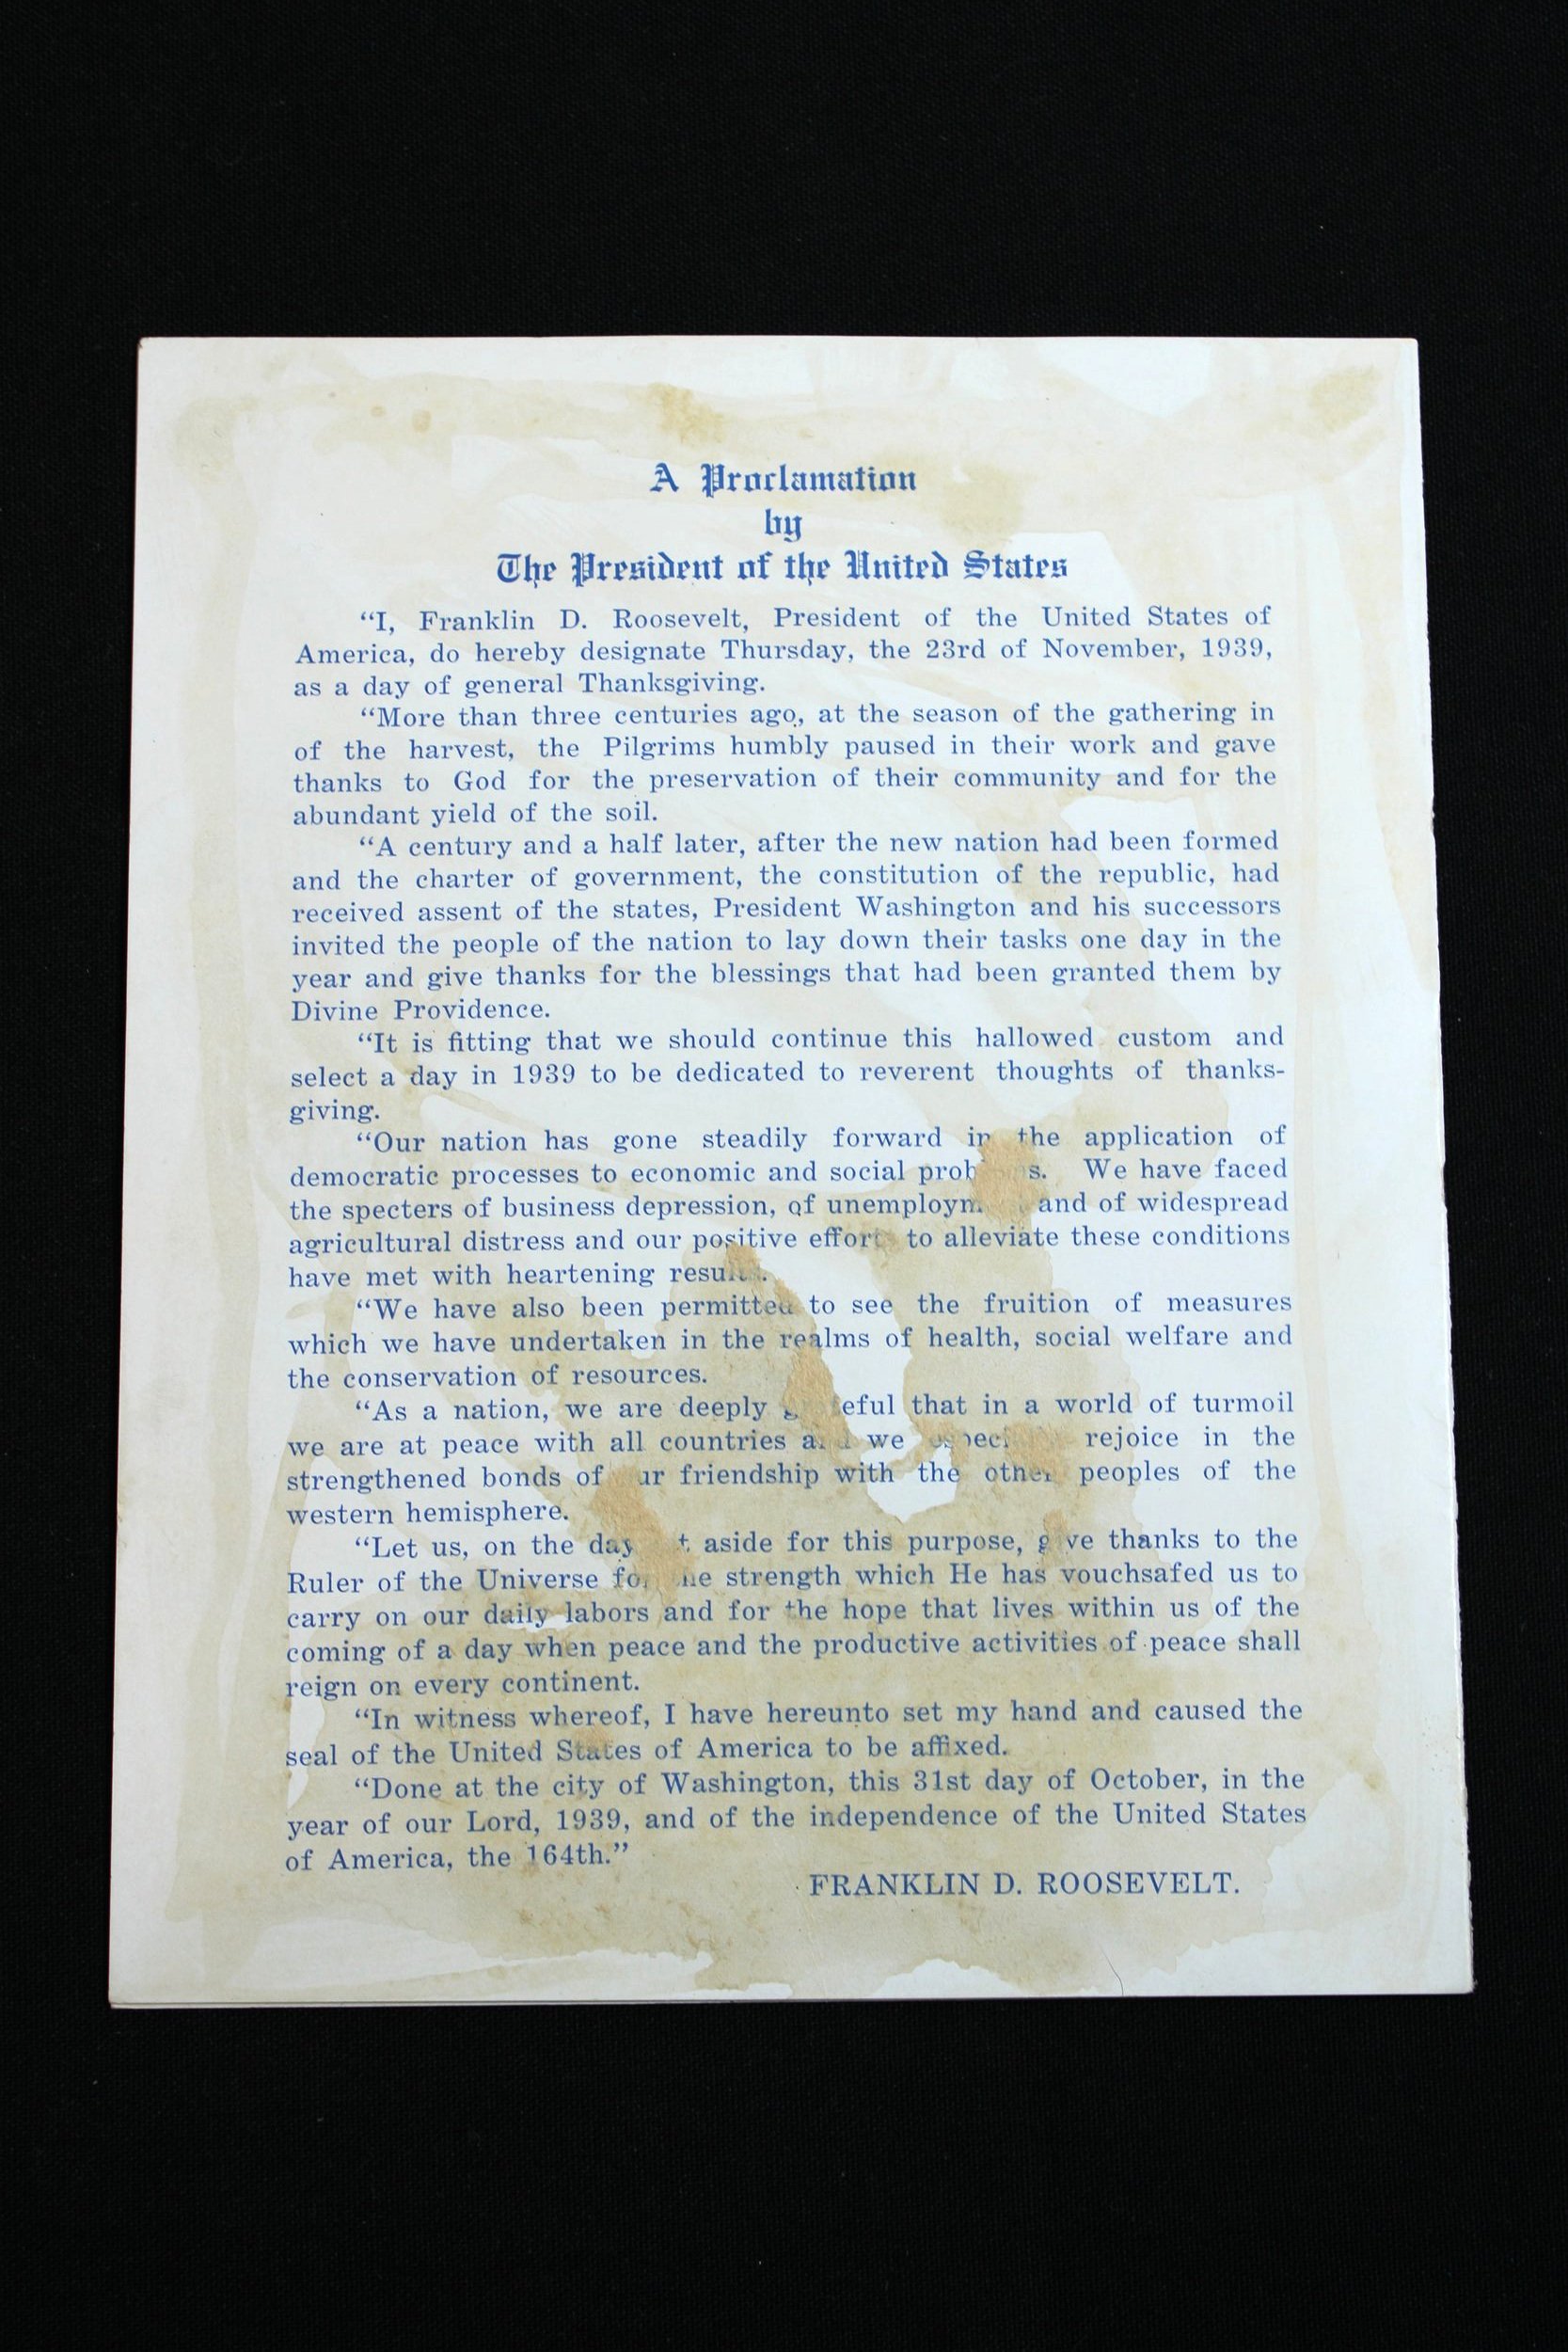 A Proclamation
by
The President of the United States
“I, Franklin D. Roosevelt, President of the United States of
America, do hereby designate Thursday, the 23rd of November, 1939,
as a day of general Thanksgiving.
“More than three centuries ago, at the season of the gathering in
of the harvest, the Pilgrims humbly paused in their work and gave
thanks to God for the preservation of their community and for the
abundant yield of the soil.
“A century and a half later, after the new nation had been formed
and the charter of government, the constitution of the republic, had
received assent of the states, President Washington and his successors
invited the people of the nation to lay down their tasks one day in the
year and give thanks for the blessings that had been granted them by
Divine Providence.
“It is fitting that we should continue this hallowed custom and
select a day in 1939 to be dedicated to reverent thoughts of thanks-
giving.
“Our nation has gone steadily forward in the application of
democratic processes to economic and social We have faced
the specters of business depression, of and of widespread
agricultural distress and our positive efforts to alleviate these conditions
have met with heartening results.
“We have also been permitted to see the fruition of measures
which we have undertaken in the realms of health, social welfare and
the conservation of resources.
“As a nation, we are deeply that in a world of turmoil
we are at peace with all countries and we rejoice in the
strengthened bonds of friendship with the other peoples of the
western hemisphere.
“Let us, on the day aside for this purpose, give thanks to the
Ruler of the Universe for the strength which He has vouchsafed us to
carry on our daily labors and for the hope that lives within us of the
coming of a day when peace and the productive activities of peace shall
reign on every continent.
“In witness whereof, I have hereunto set my hand and caused the
seal of the United States of America to be affixed.
“Done at the city of Washington, this 31st day of October, in the
year of our Lord, 1939, and of the independence of the United States
of America, the 164th.”
FRANKLIN D. ROOSEVELT.